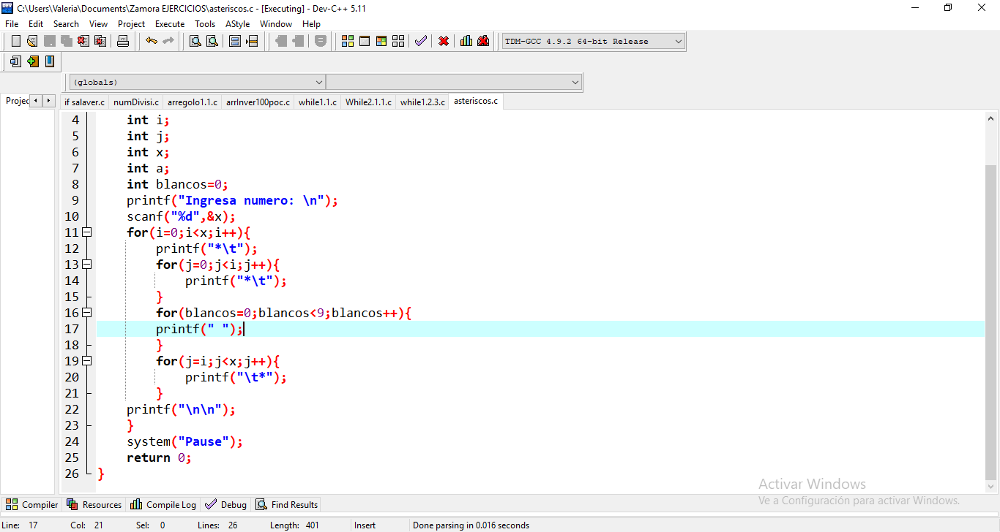 C:\Users\Valeria\Documents\Zamora EJERCICIOS\asteriscos.c - [Executing] - Dev-C++ 5.11
File Edit Search View Project Execute Tools AStyle Window Help
TDM-GCC 4.9.2 64-bit Release
(globals)
Projec if salaver.c numDivisi.c arregolo1.1.c arrInver100poc.c while1.1.c While2.1.1.c while1.2.3.c asteriscos.c
4 int i;
5 int j;
6 int x;
7 int a;
8 int blancos=0;
9 printf("Ingresa numero: \n");
10 scanf("%d",&x);
11 for(i=0;i<x;i++){
12 printf("*\t");
13 for(j=0;j<i;j++){
14 printf("*\t");
15 }
16 for(blancos=0;blancos<9;blancos++){
17 printf(" ");
18 }
19 for(j=i;j<x;j++){
20 printf("\t*");
21 }
22 printf("\n\n");
23 }
24 system("Pause");
25 return 0;
26 }
Activar Windows
Ve a Configuración para activar Windows.
Compiler Resources Compile Log Debug Find Results
Line: 17 Col: 21 Sel: 0 Lines: 26 Length: 401 Insert Done parsing in 0.016 seconds